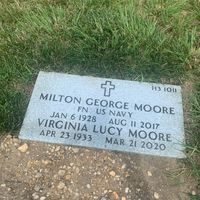 113 1011
MILTON GEORGE MOORE
FN US NAVY
JAN 6 1928 AUG 11 2017
VIRGINIA LUCY MOORE
APR 23 1933 MAR 21 2020